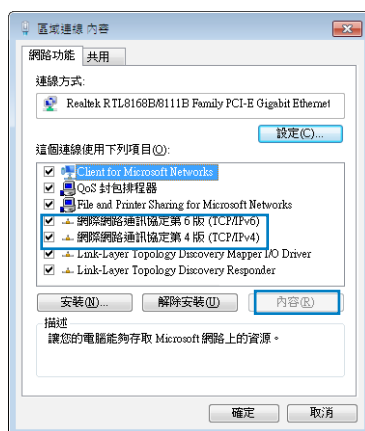 區域連線 內容
網路功能 共用
連線方式:
Realtek RTL8168B/8111B Family PCI-E Gigabit Ethernet
設定(C)...
這個連線使用下列項目(O):
Client for Microsoft Networks
QoS 封包排程器
File and Printer Sharing for Microsoft Networks
網際網路通訊協定第 6 版 (TCP/IPv6)
網際網路通訊協定第 4 版 (TCP/IPv4)
Link-Layer Topology Discovery Mapper I/O Driver
Link-Layer Topology Discovery Responder
安裝(N)... 解除安裝(U) 內容(R)
描述
讓您的電腦能夠存取 Microsoft 網路上的資源。
確定 取消